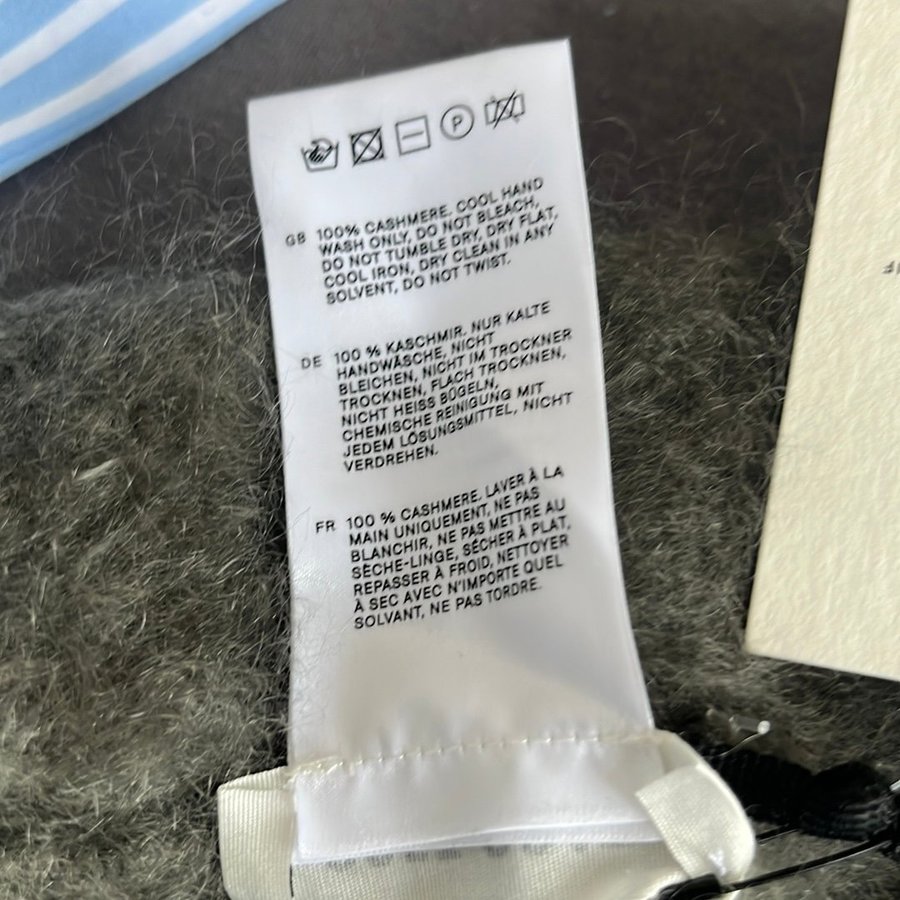 P
GB 100% CASHMERE. COOL HAND
WASH ONLY, DO NOT BLEACH,
DO NOT TUMBLE DRY, DRY FLAT,
COOL IRON, DRY CLEAN IN ANY
SOLVENT, DO NOT TWIST.
DE 100 % KASCHMIR. NUR KALTE
HANDWÄSCHE, NICHT
BLEICHEN, NICHT IM TROCKNER
TROCKNEN, FLACH TROCKNEN,
NICHT HEISS BÜGELN,
CHEMISCHE REINIGUNG MIT
JEDEM LÖSUNGSMITTEL, NICHT
VERDREHEN.
FR 100 % CASHMERE. LAVER À LA
MAIN UNIQUEMENT, NE PAS
BLANCHIR, NE PAS METTRE AU
SÈCHE-LINGE, SÉCHER À PLAT,
REPASSER À FROID, NETTOYER
À SEC AVEC N'IMPORTE QUEL
SOLVANT, NE PAS TORDRE.